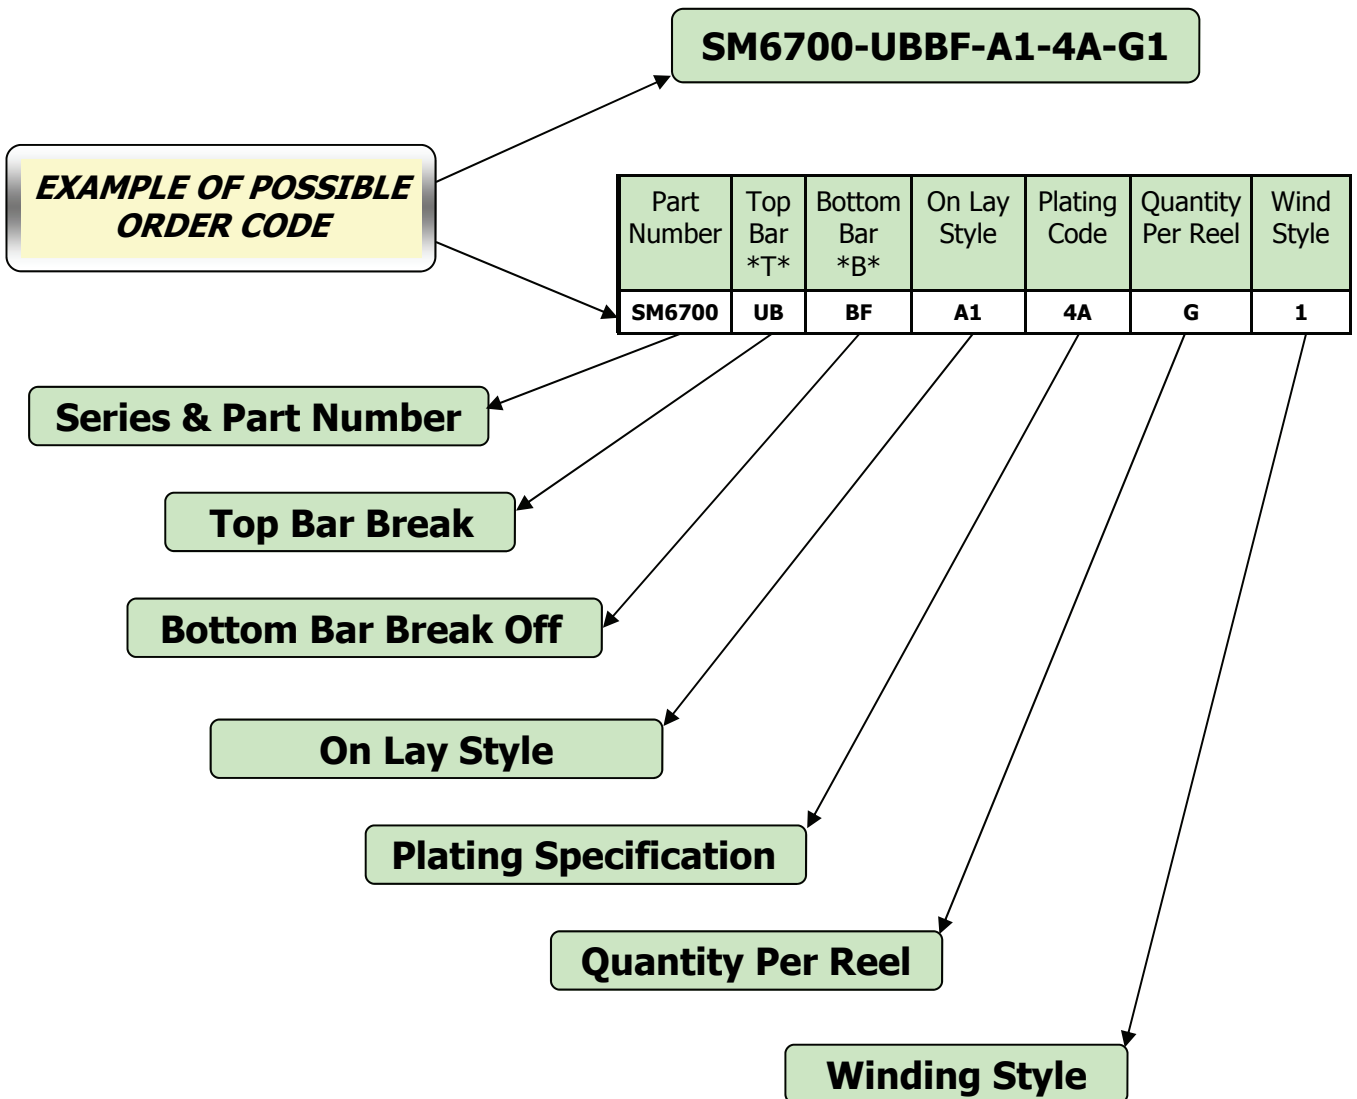 SM6700-UBBF-A1-4A-G1
EXAMPLE OF POSSIBLE
ORDER CODE
Part Number Top Bar *T* Bottom Bar *B* On Lay Style Plating Code Quantity Per Reel Wind Style
SM6700 UB BF A1 4A G 1
Series & Part Number
Top Bar Break
Bottom Bar Break Off
On Lay Style
Plating Specification
Quantity Per Reel
Winding Style